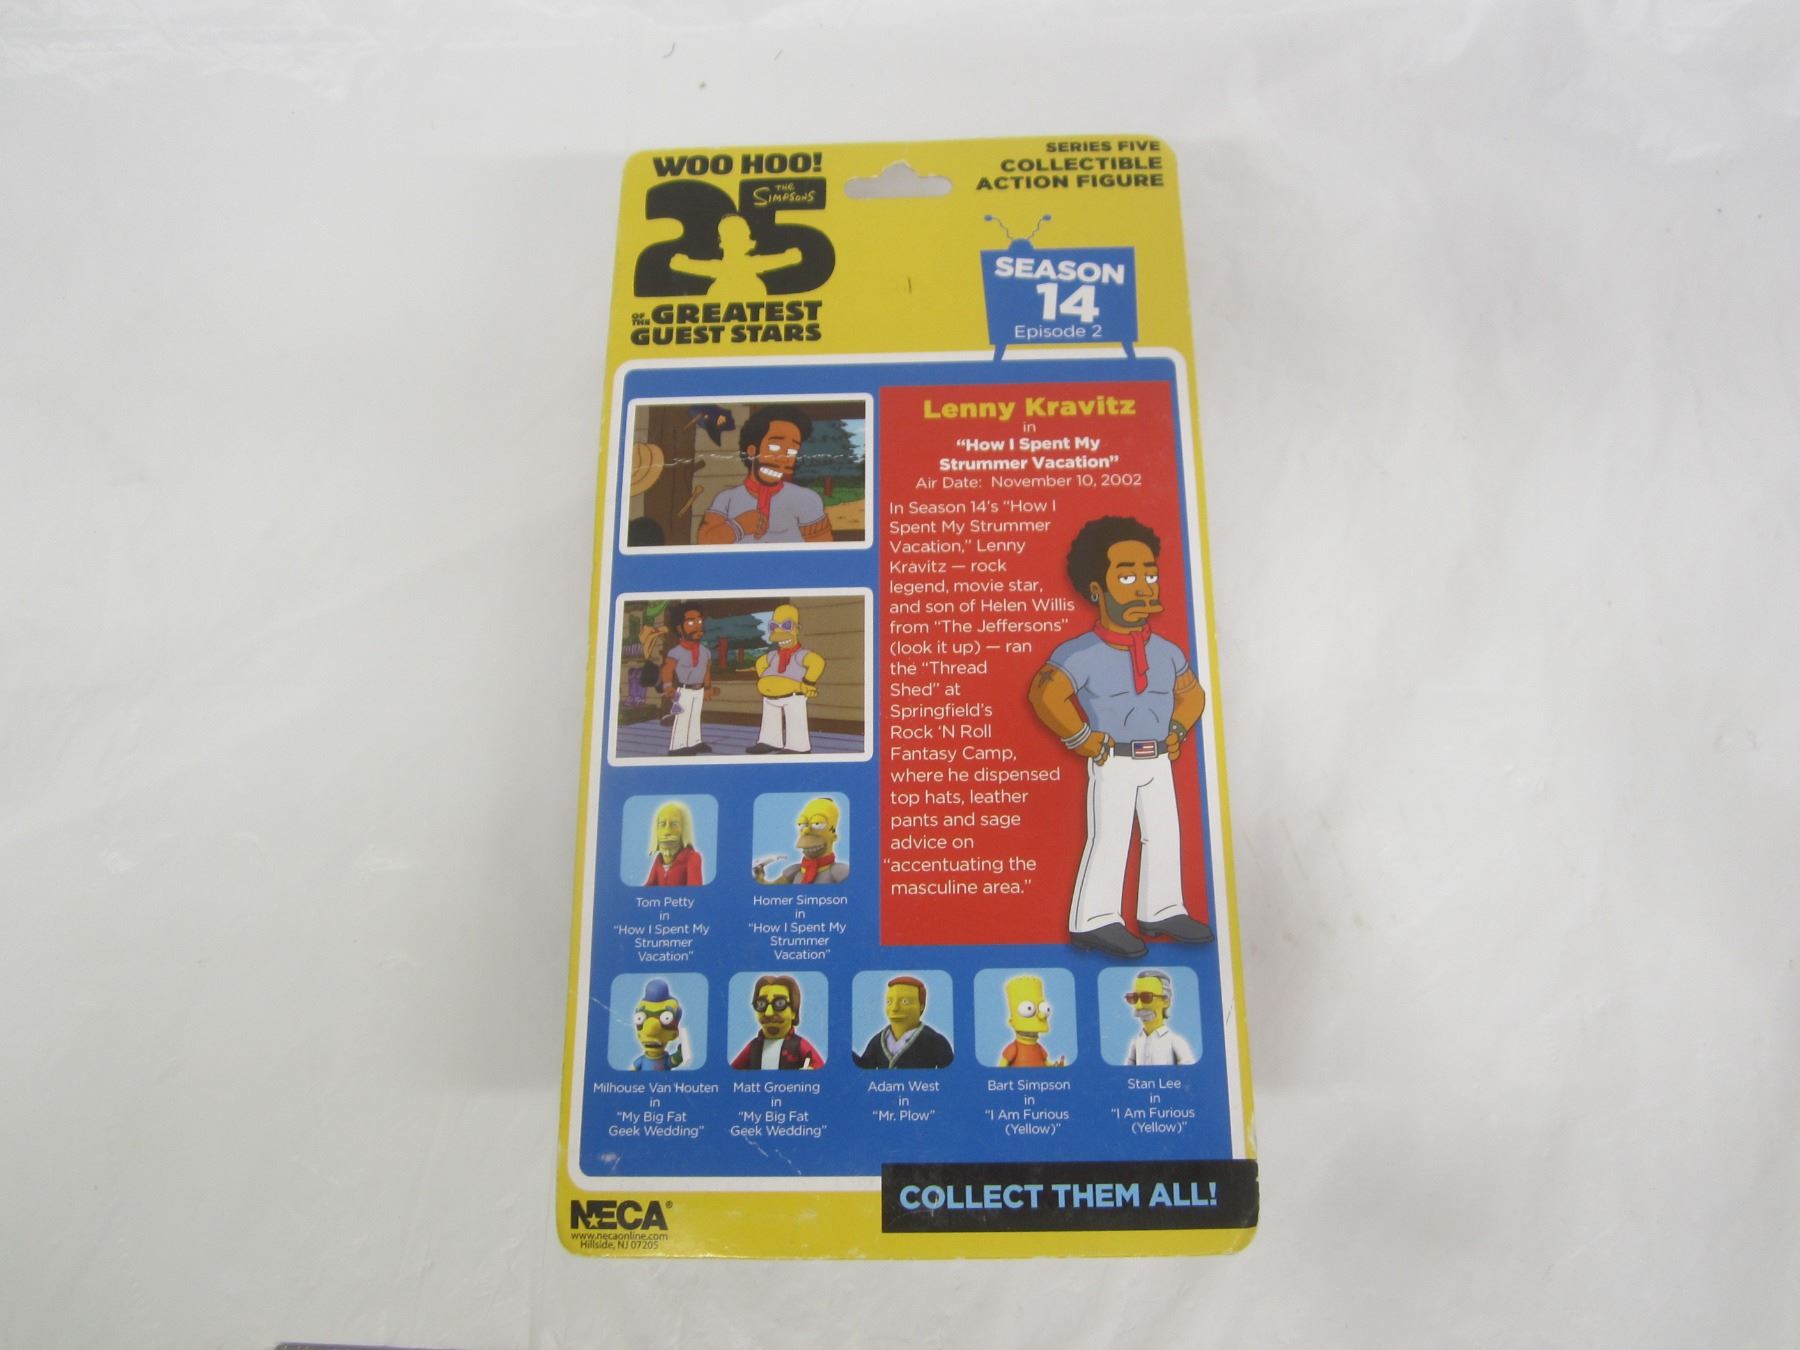 WOO HOO!
THE
SIMPSONS
25
OF THE GREATEST
GUEST STARS
SERIES FIVE
COLLECTIBLE
ACTION FIGURE
SEASON
14
Episode 2
Lenny Kravitz
in
“How I Spent My
Strummer Vacation”
Air Date: November 10, 2002
In Season 14’s “How I
Spent My Strummer
Vacation,” Lenny
Kravitz — rock
legend, movie star,
and son of Helen Willis
from “The Jeffersons”
(look it up) — ran
the “Thread
Shed” at
Springfield’s
Rock ‘N Roll
Fantasy Camp,
where he dispensed
top hats, leather
pants and sage
advice on
“accentuating the
masculine area.”
Tom Petty
in
“How I Spent My
Strummer
Vacation”
Homer Simpson
in
“How I Spent My
Strummer
Vacation”
Milhouse Van Houten
in
“My Big Fat
Geek Wedding”
Matt Groening
in
“My Big Fat
Geek Wedding”
Adam West
in
“Mr. Plow”
Bart Simpson
in
“I Am Furious
(Yellow)”
Stan Lee
in
“I Am Furious
(Yellow)”
COLLECT THEM ALL!
NECA®
www.necaonline.com
Hillside, NJ 07205